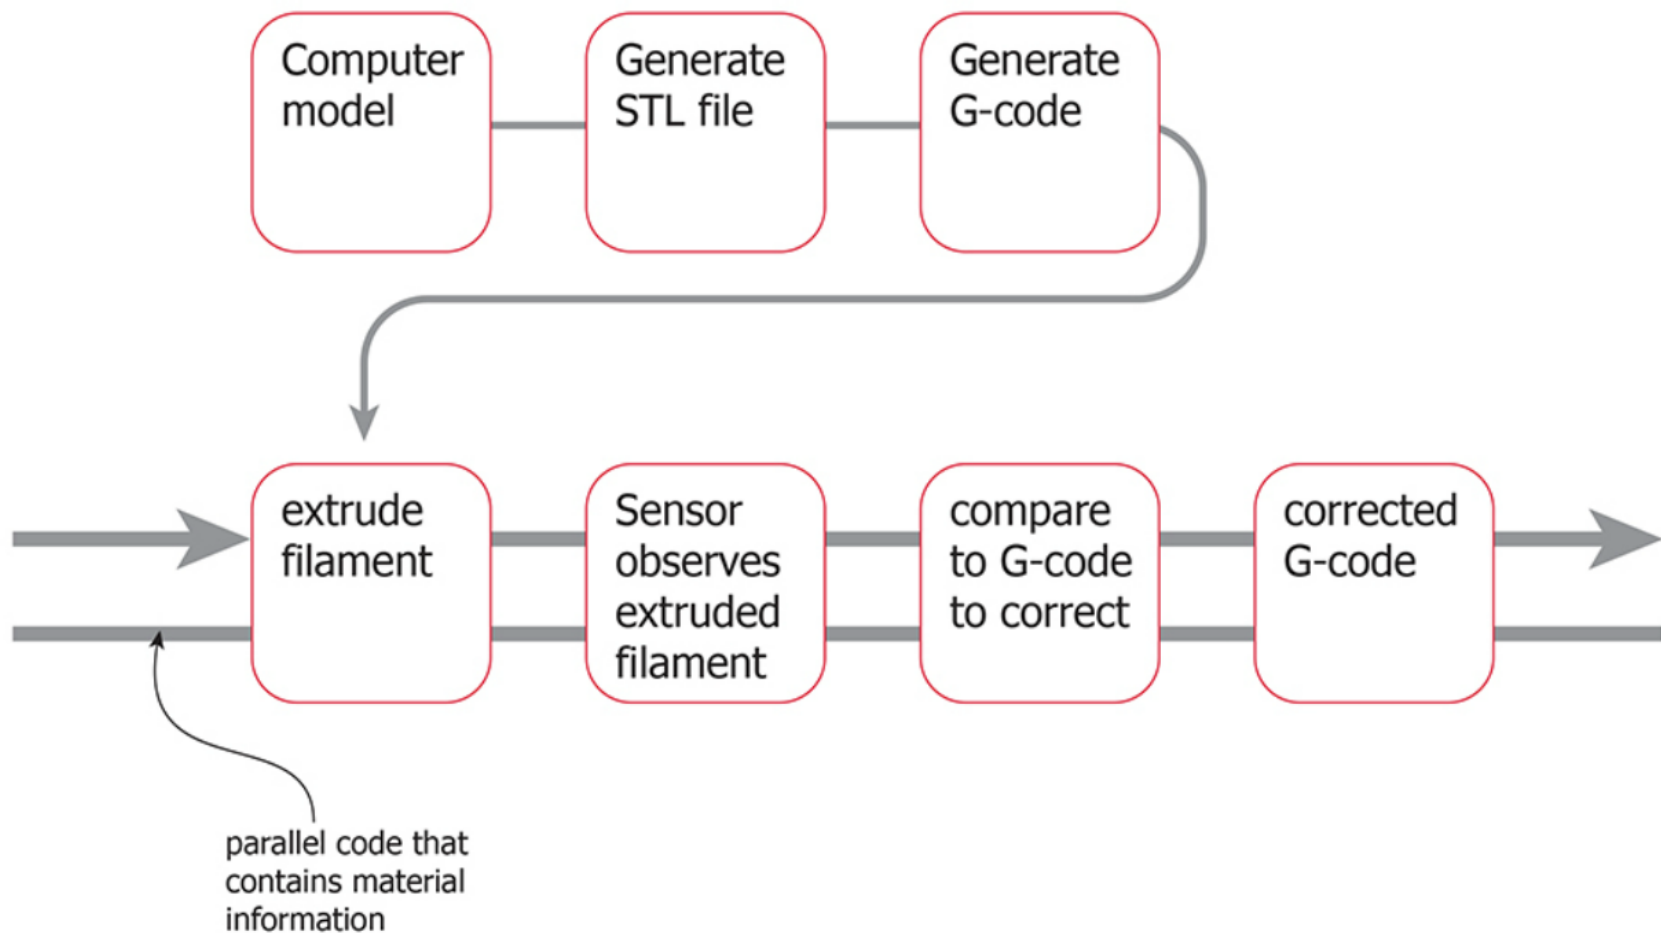 Computer
model
Generate
STL file
Generate
G-code
extrude
filament
Sensor
observes
extruded
filament
compare
to G-code
to correct
corrected
G-code
parallel code that
contains material
information